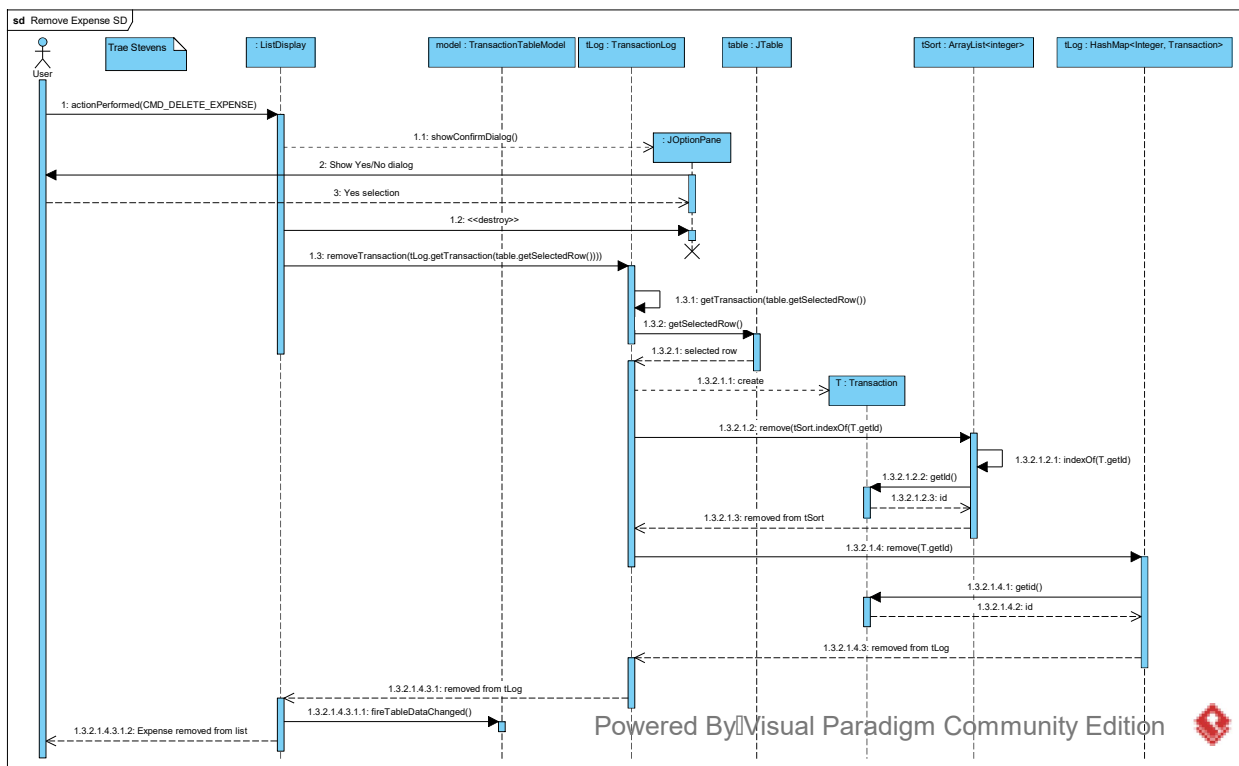 sd Remove Expense SD
User
Trae Stevens
: ListDisplay
model : TransactionTableModel
tLog : TransactionLog
table : JTable
tSort : ArrayList<integer>
tLog : HashMap<Integer, Transaction>
1: actionPerformed(CMD_DELETE_EXPENSE)
1.1: showConfirmDialog()
: JOptionPane
2: Show Yes/No dialog
3: Yes selection
1.2: <<destroy>>
1.3: removeTransaction(tLog.getTransaction(table.getSelectedRow())))
1.3.1: getTransaction(table.getSelectedRow())
1.3.2: getSelectedRow()
1.3.2.1: selected row
1.3.2.1.1: create
T : Transaction
1.3.2.1.2: remove(tSort.indexOf(T.getId)
1.3.2.1.2.1: indexOf(T.getId)
1.3.2.1.2.2: getId()
1.3.2.1.2.3: id
1.3.2.1.3: removed from tSort
1.3.2.1.4: remove(T.getId)
1.3.2.1.4.1: getid()
1.3.2.1.4.2: id
1.3.2.1.4.3: removed from tLog
1.3.2.1.4.3.1: removed from tLog
1.3.2.1.4.3.1.1: fireTableDataChanged()
1.3.2.1.4.3.1.2: Expense removed from list
Powered By Visual Paradigm Community Edition